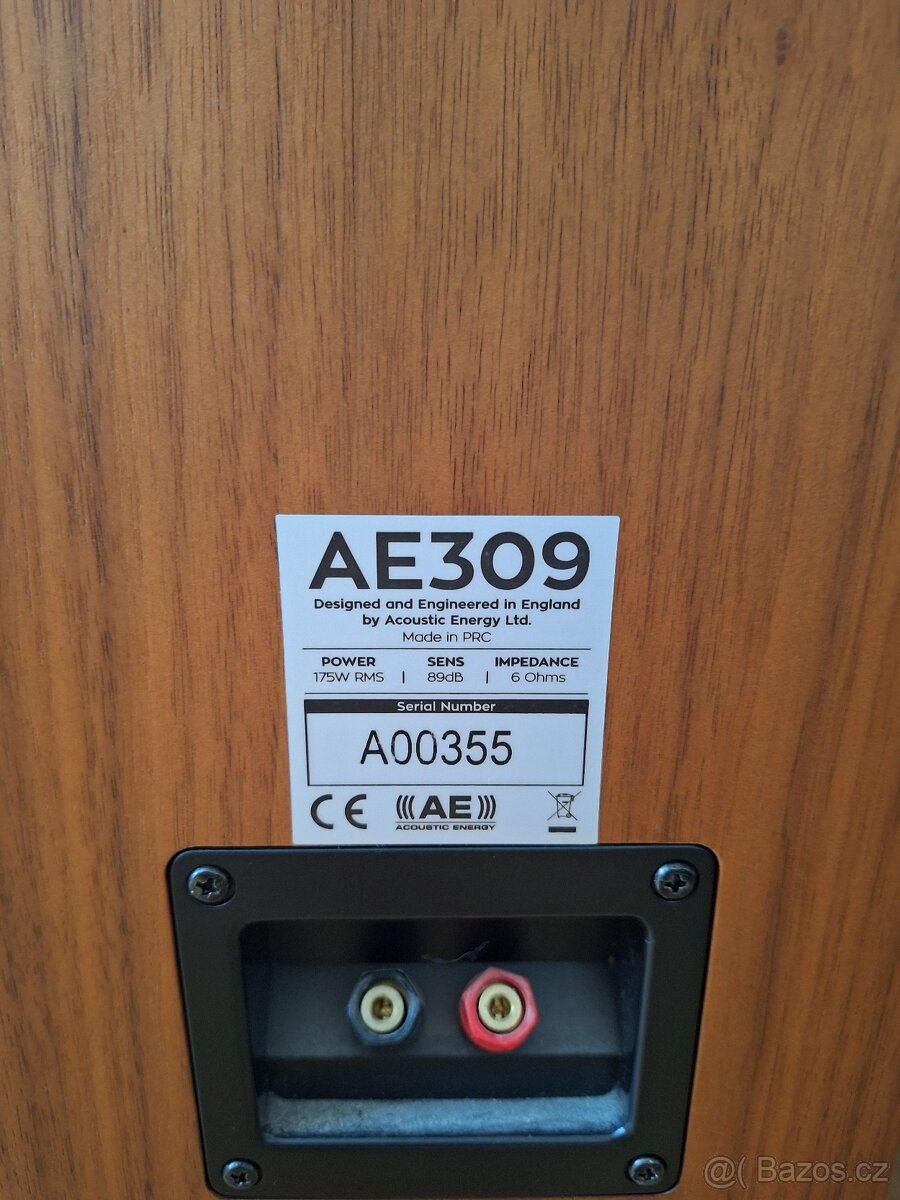 AE309
Designed and Engineered in England
by Acoustic Energy Ltd.
Made in PRC
POWER | SENS | IMPEDANCE
175W RMS | 89dB | 6 Ohms
Serial Number
A00355
CE (((AE)))
ACOUSTIC ENERGY
@( Bazos.cz